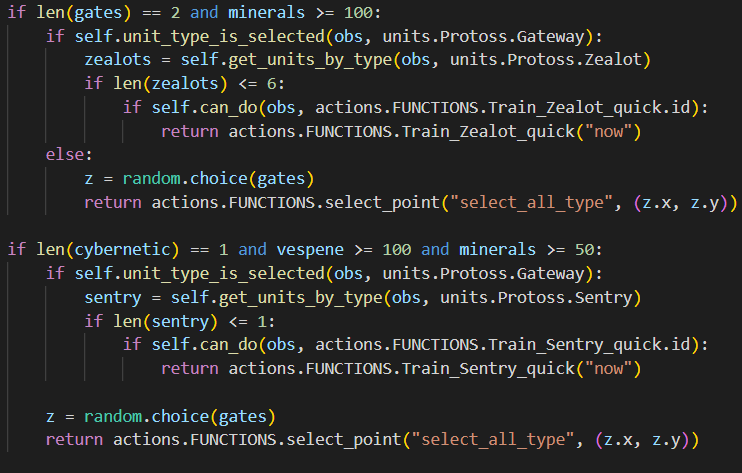 if len(gates) == 2 and minerals >= 100:
    if self.unit_type_is_selected(obs, units.Protoss.Gateway):
        zealots = self.get_units_by_type(obs, units.Protoss.Zealot)
        if len(zealots) <= 6:
            if self.can_do(obs, actions.FUNCTIONS.Train_Zealot_quick.id):
                return actions.FUNCTIONS.Train_Zealot_quick("now")
    else:
        z = random.choice(gates)
        return actions.FUNCTIONS.select_point("select_all_type", (z.x, z.y))

if len(cybernetic) == 1 and vespene >= 100 and minerals >= 50:
    if self.unit_type_is_selected(obs, units.Protoss.Gateway):
        sentry = self.get_units_by_type(obs, units.Protoss.Sentry)
        if len(sentry) <= 1:
            if self.can_do(obs, actions.FUNCTIONS.Train_Sentry_quick.id):
                return actions.FUNCTIONS.Train_Sentry_quick("now")

    z = random.choice(gates)
    return actions.FUNCTIONS.select_point("select_all_type", (z.x, z.y))